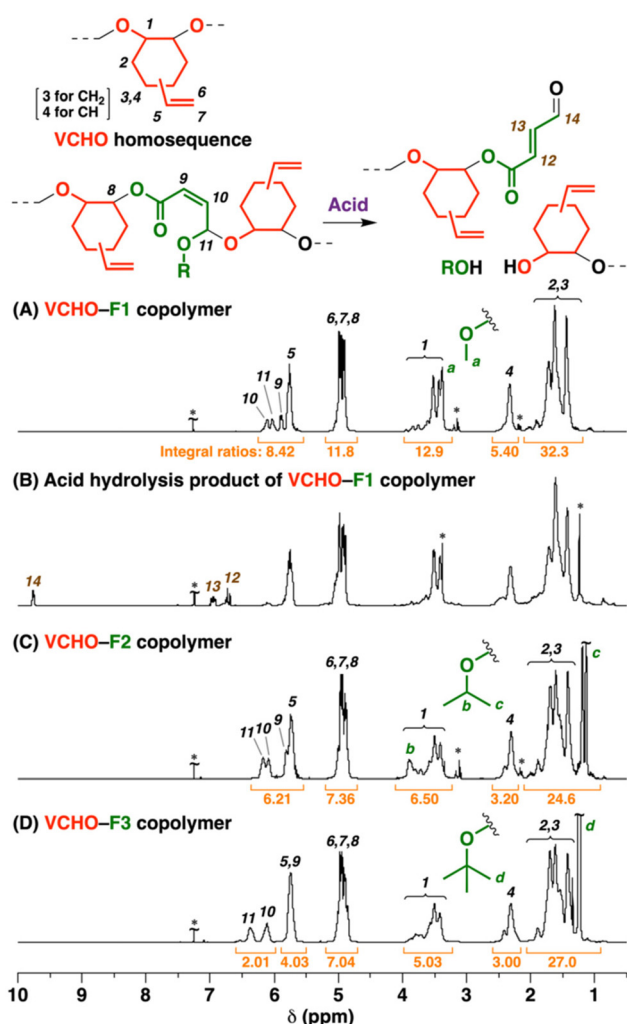 O 1 O
2
[3 for CH2
4 for CH]
3,4 5 6 7
VCHO homosequence
O
13 14
O O 12
O
8 O 9 10
O 11 O O
O
R
Acid
ROH HO O
(A) VCHO–F1 copolymer
10 11 9 5 6,7,8 1 O a a 4 2,3
* * *
Integral ratios: 8.42 11.8 12.9 5.40 32.3
(B) Acid hydrolysis product of VCHO–F1 copolymer
14 13 12 * * *
(C) VCHO–F2 copolymer
11 10 9 5 6,7,8 b 1 O b c 4 2,3 c
* * *
6.21 7.36 6.50 3.20 24.6
(D) VCHO–F3 copolymer
11 10 5,9 6,7,8 1 O d 4 2,3 d
*
2.01 4.03 7.04 5.03 3.00 27.0
10 9 8 7 6 5 4 3 2 1
δ (ppm)